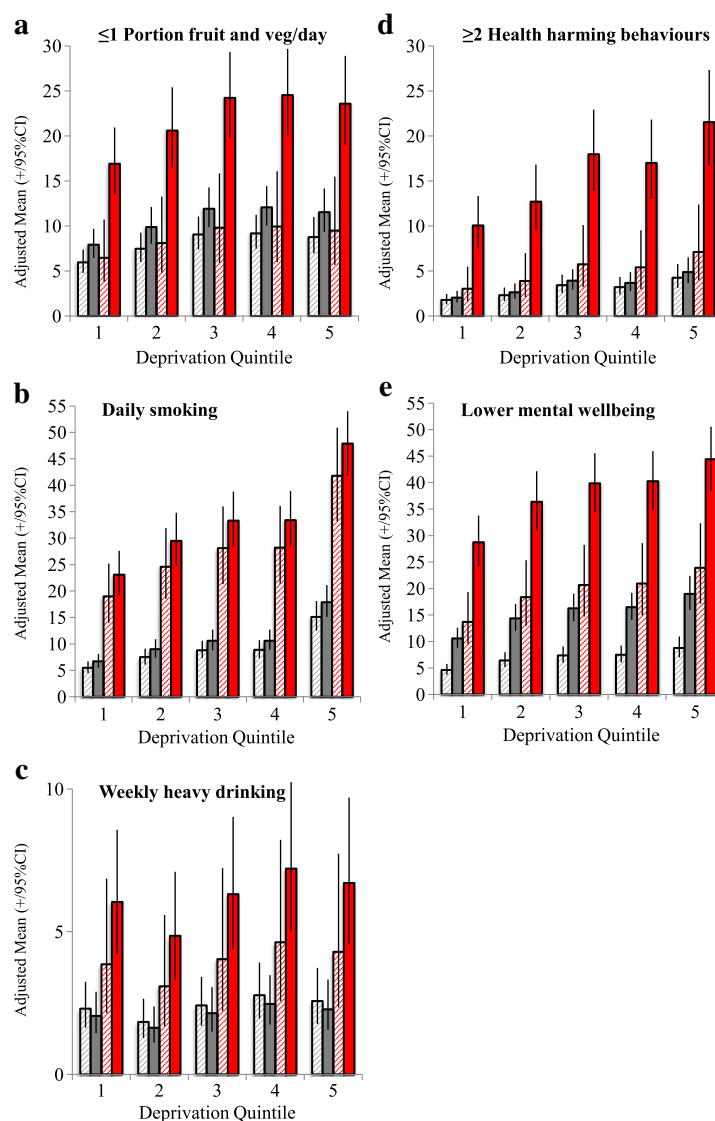 a
≤1 Portion fruit and veg/day
Adjusted Mean (+/95%CI)
30
25
20
15
10
5
0
1 2 3 4 5
Deprivation Quintile
d
≥2 Health harming behaviours
Adjusted Mean (+/95%CI)
30
25
20
15
10
5
0
1 2 3 4 5
Deprivation Quintile
b
Daily smoking
Adjusted Mean (+/95%CI)
55
50
45
40
35
30
25
20
15
10
5
0
1 2 3 4 5
Deprivation Quintile
e
Lower mental wellbeing
Adjusted Mean (+/95%CI)
55
50
45
40
35
30
25
20
15
10
5
0
1 2 3 4 5
Deprivation Quintile
c
Weekly heavy drinking
Adjusted Mean (+/95%CI)
10
5
0
1 2 3 4 5
Deprivation Quintile